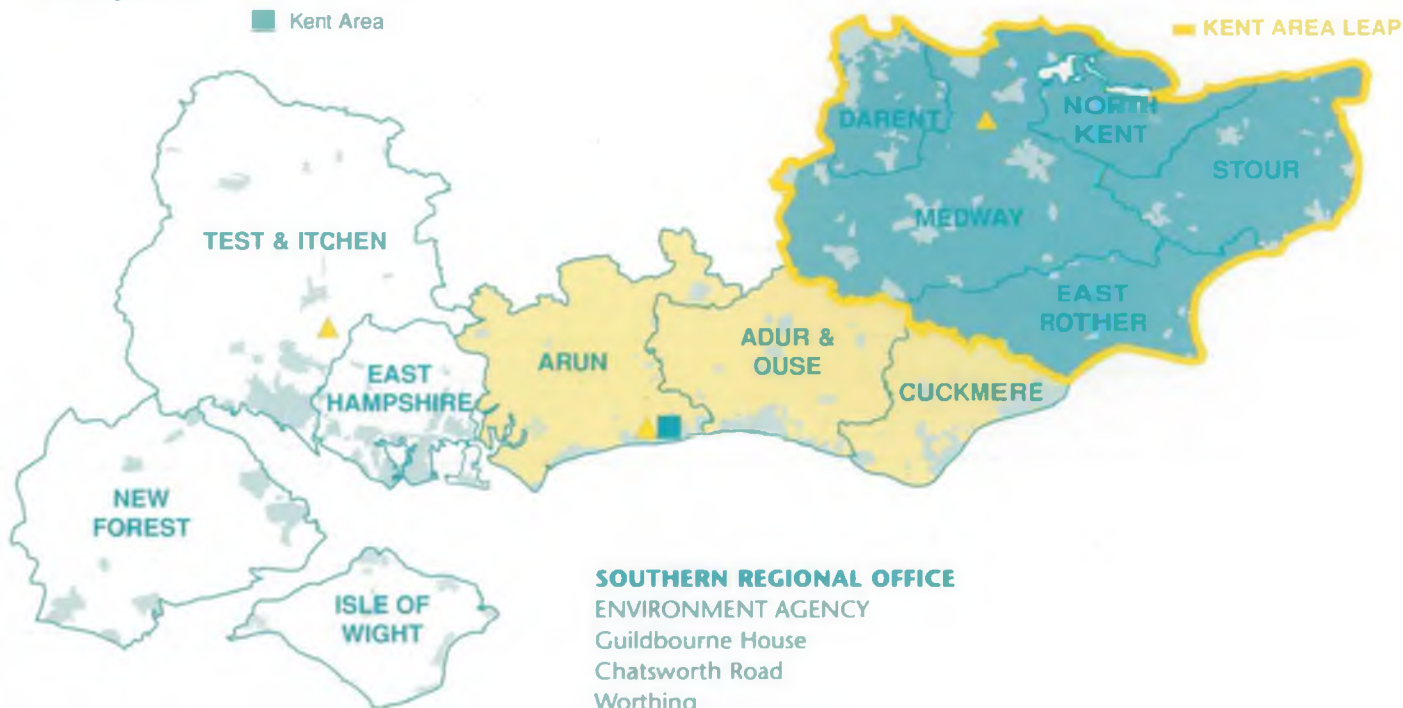 Kent Area
KENT AREA LEAP
DARENT
NORTH
KENT
STOUR
MEDWAY
TEST & ITCHEN
EAST
ROTHER
ADUR &
OUSE
ARUN
EAST
HAMPSHIRE
CUCKMERE
NEW
FOREST
ISLE OF
WIGHT
SOUTHERN REGIONAL OFFICE
ENVIRONMENT AGENCY
Guildbourne House
Chatsworth Road
Worthing